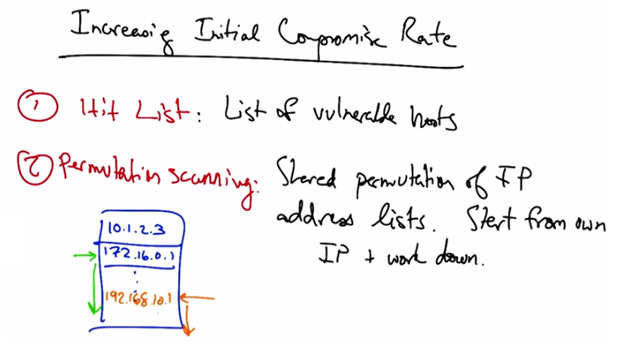 Increasing Initial Compromise Rate
① Hit List: List of vulnerable hosts
② Permutation scanning: Shared permutation of IP
address lists. Start from own
IP + work down.
10.1.2.3
172.16.0.1
192.168.10.1